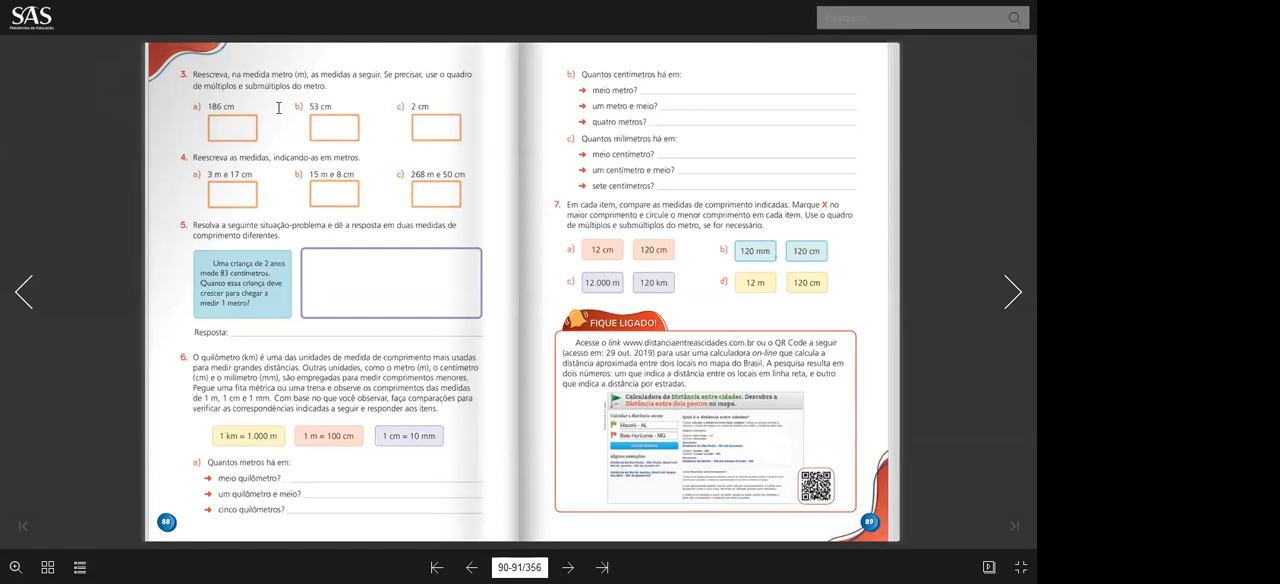 SAS
Plataforma de Educação
Pesquisa
3. Reescreva, na medida metro (m), as medidas a seguir. Se precisar, use o quadro
de múltiplos e submúltiplos do metro.
a) 186 cm b) 53 cm c) 2 cm
4. Reescreva as medidas, indicando-as em metros.
a) 3 m e 17 cm b) 15 m e 8 cm c) 268 m e 50 cm
5. Resolva a seguinte situação-problema e dê a resposta em duas medidas de
comprimento diferentes.
Uma criança de 2 anos
mede 83 centímetros.
Quanto essa criança deve
crescer para chegar a
medir 1 metro?
Resposta:
6. O quilômetro (km) é uma das unidades de medida de comprimento mais usadas
para medir grandes distâncias. Outras unidades, como o metro (m), o centímetro
(cm) e o milímetro (mm), são empregadas para medir comprimentos menores.
Pegue uma fita métrica ou uma trena e observe os comprimentos das medidas
de 1 m, 1 cm e 1 mm. Com base no que você observar, faça comparações para
verificar as correspondências indicadas a seguir e responder aos itens.
1 km = 1.000 m 1 m = 100 cm 1 cm = 10 mm
a) Quantos metros há em:
➔ meio quilômetro?
➔ um quilômetro e meio?
➔ cinco quilômetros?
88
b) Quantos centímetros há em:
➔ meio metro?
➔ um metro e meio?
➔ quatro metros?
c) Quantos milímetros há em:
➔ meio centímetro?
➔ um centímetro e meio?
➔ sete centímetros?
7. Em cada item, compare as medidas de comprimento indicadas. Marque X no
maior comprimento e circule o menor comprimento em cada item. Use o quadro
de múltiplos e submúltiplos do metro, se for necessário.
a) 12 cm 120 cm b) 120 mm 120 cm
c) 12.000 m 120 km d) 12 m 120 cm
FIQUE LIGADO!
Acesse o link www.distanciaentreascidades.com.br ou o QR Code a seguir
(acesso em: 29 out. 2019) para usar uma calculadora on-line que calcula a
distância aproximada entre dois locais no mapa do Brasil. A pesquisa resulta em
dois números: um que indica a distância entre os locais em linha reta, e outro
que indica a distância por estradas.
Calculadora de Distância entre cidades. Descubra a
Distância entre dois pontos no mapa.
Calcular a distância entre:
Maceió - AL
Belo Horizonte - MG
Alguns exemplos:
89
90-91/356